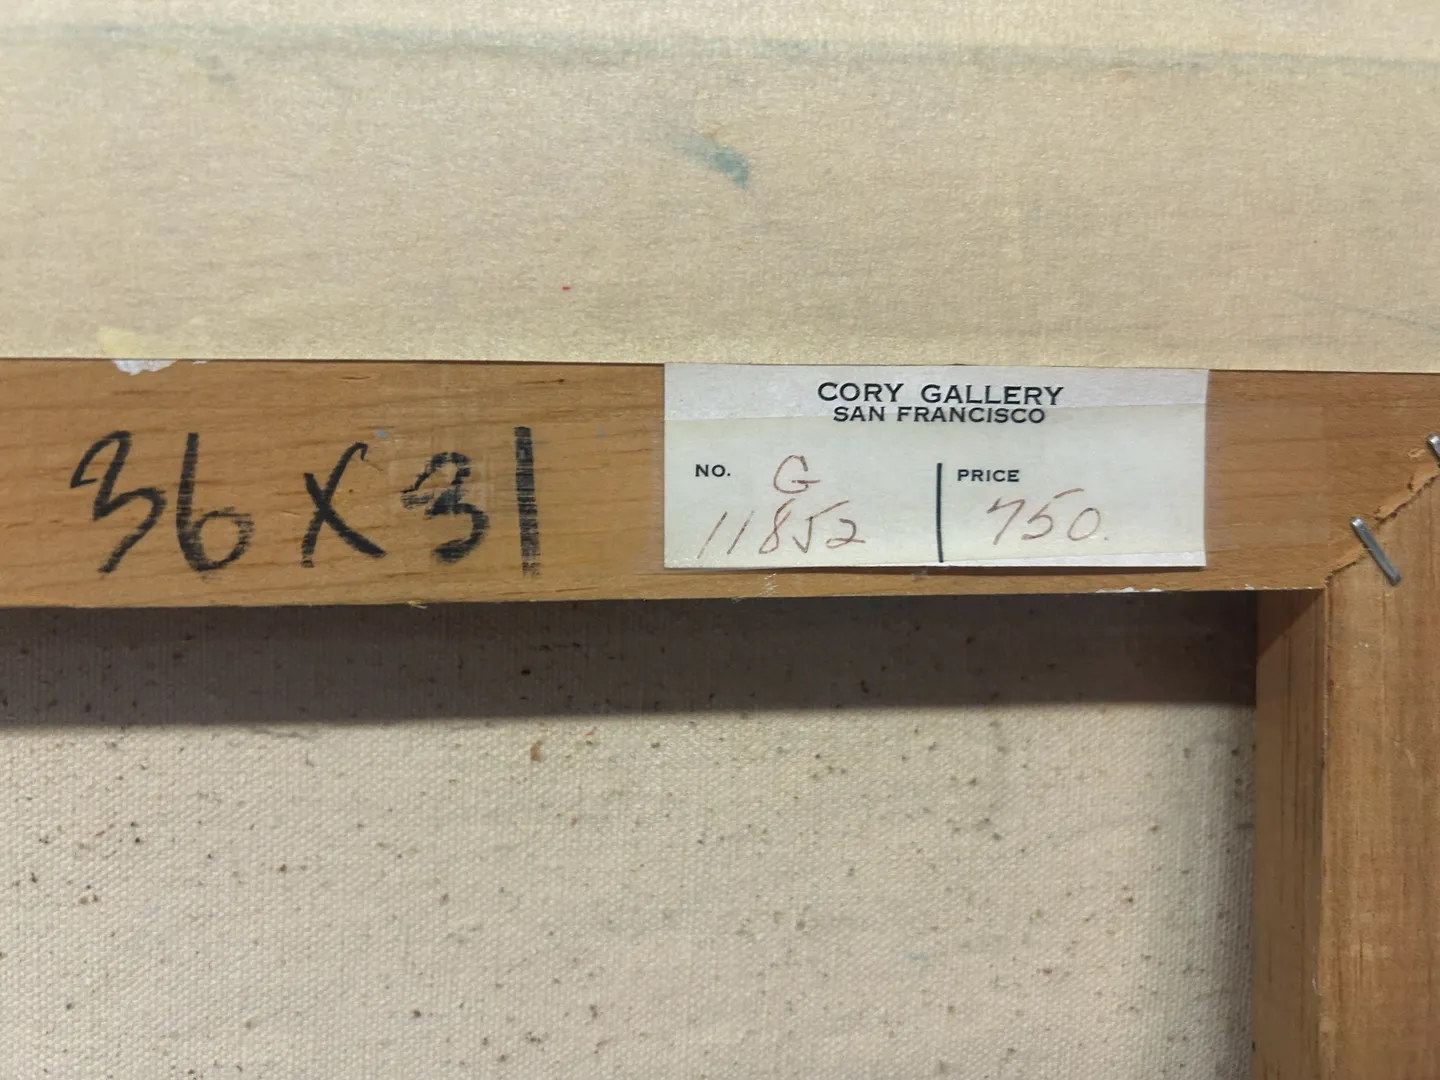 36 X 31
CORY GALLERY
SAN FRANCISCO
NO. G
11852
PRICE
750.